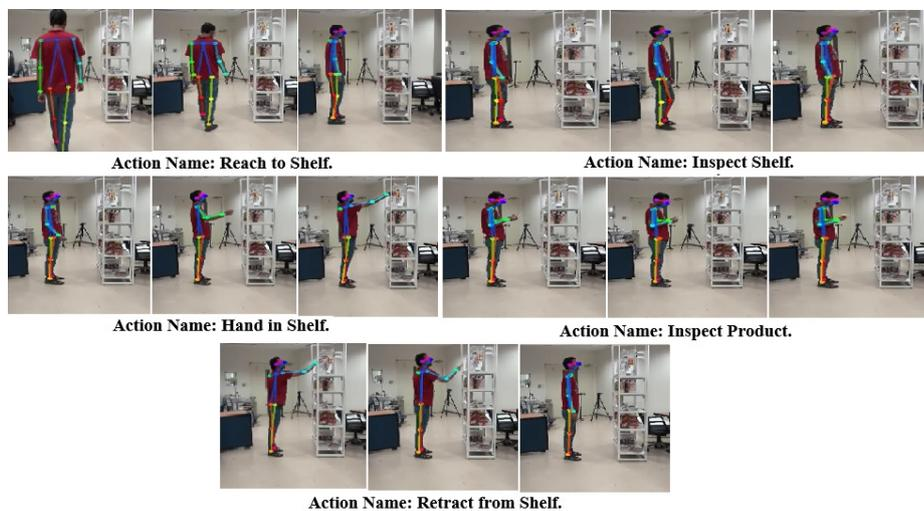 Action Name: Reach to Shelf.
Action Name: Inspect Shelf.
Action Name: Hand in Shelf.
Action Name: Inspect Product.
Action Name: Retract from Shelf.